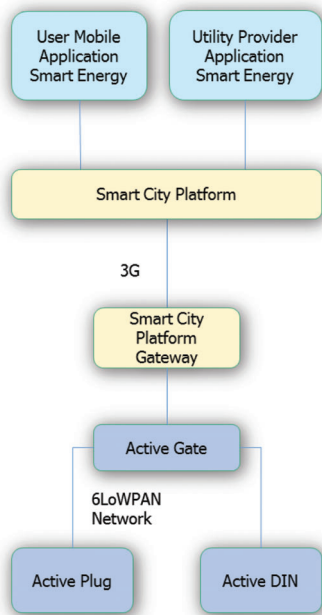 User Mobile
Application
Smart Energy
Utility Provider
Application
Smart Energy
Smart City Platform
3G
Smart City
Platform
Gateway
Active Gate
6LoWPAN
Network
Active Plug
Active DIN